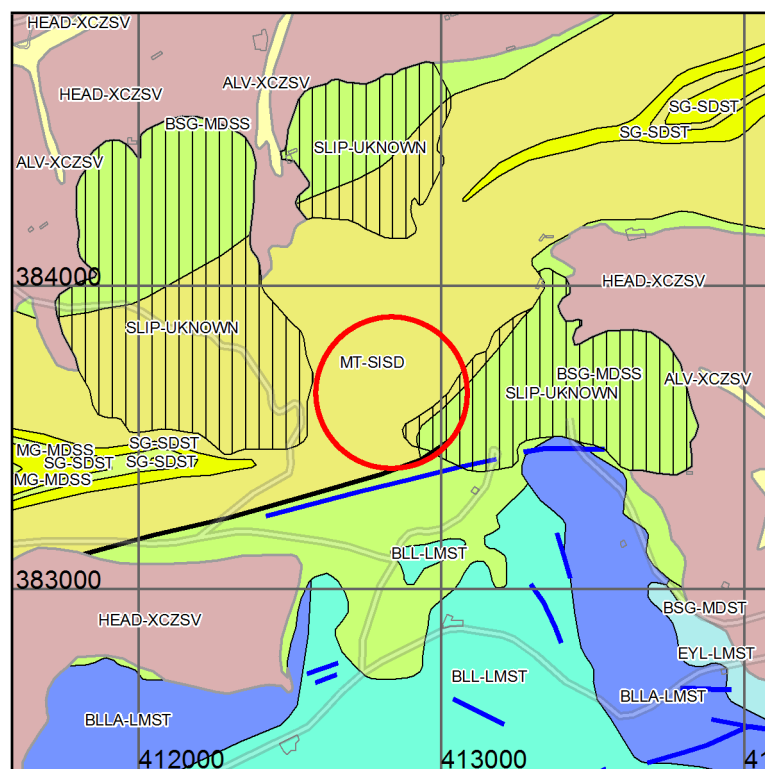 HEAD-XCZSV
HEAD-XCZSV
ALV-XCZSV
SG-SDST
BSG-MDSS
SG-SDST
SLIP-UKNOWN
ALV-XCZSV
384000
HEAD-XCZSV
SLIP-UKNOWN
MT-SISD
BSG-MDSS
ALV-XCZSV
SLIP-UKNOWN
MG-MDSS
SG-SDST
SG-SDST
SG-SDST
MG-MDSS
BLL-LMST
383000
BSG-MDST
HEAD-XCZSV
EYL-LMST
BLL-LMST
BLLA-LMST
BLLA-LMST
412000
413000
41